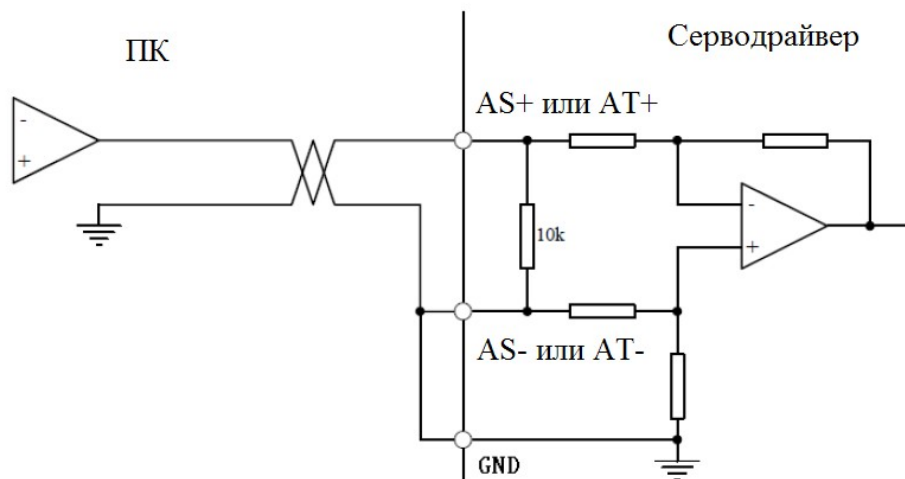 ПК
Серводрайвер
AS+ или AT+
-
+
-
+
10k
AS- или AT-
GND